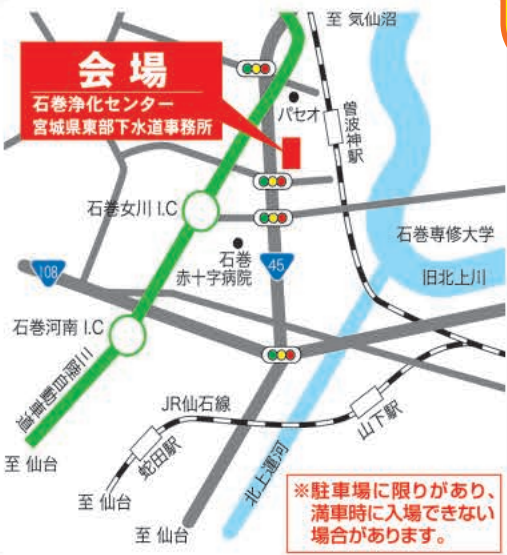 至 気仙沼
会場
石巻浄化センター
宮城県東部下水道事務所
パセオ
曽波神駅
石巻女川 I.C
石巻専修大学
石巻
赤十字病院
旧北上川
108
45
石巻河南 I.C
三陸自動車道
JR仙石線
山下駅
蛇田駅
至 仙台
至 仙台
北上運河
至 仙台
※駐車場に限りがあり、
満車時に入場できない
場合があります。